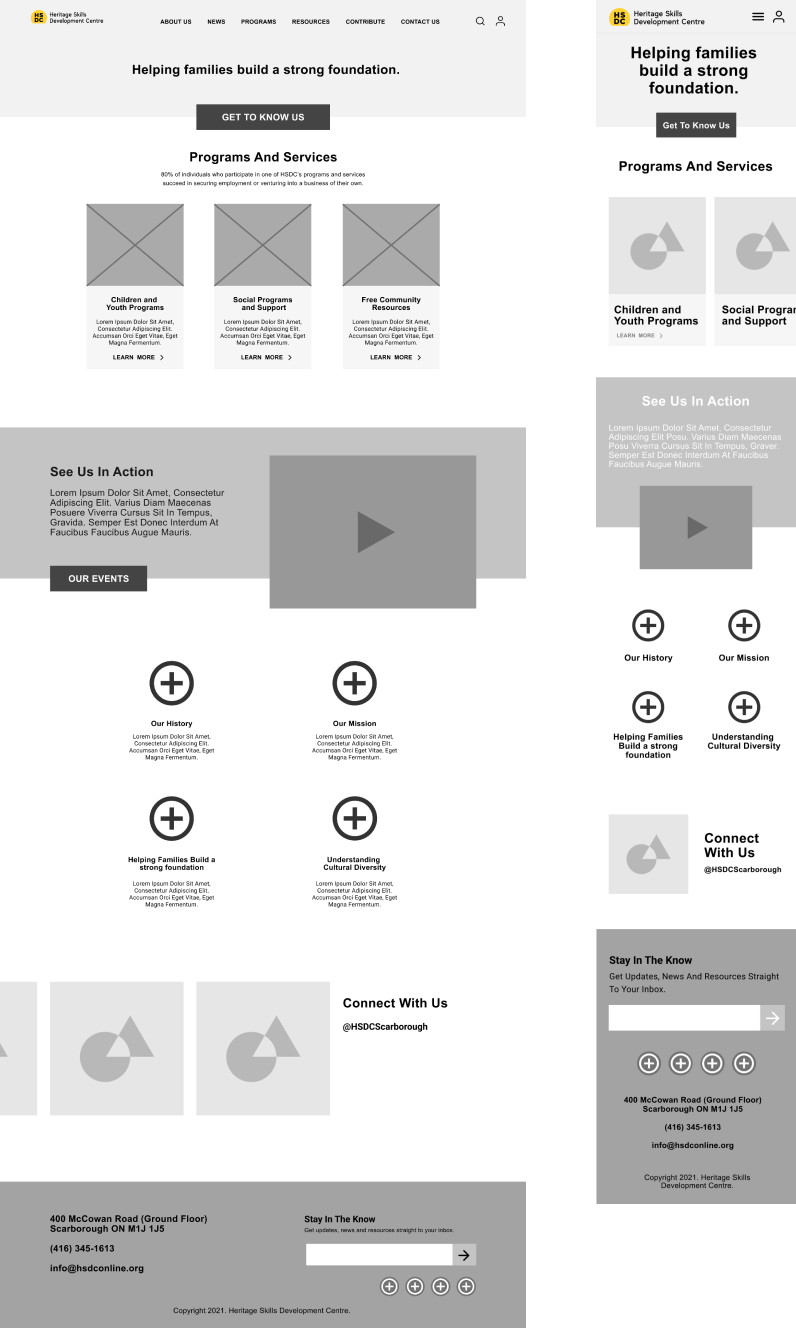 HS
DC
Heritage Skills
Development Centre
ABOUT US NEWS PROGRAMS RESOURCES CONTRIBUTE CONTACT US
Helping families build a strong foundation.
GET TO KNOW US
Programs And Services
80% of individuals who participate in one of HSDC's programs and services
succeed in securing employment or venturing into a business of their own.
Children and
Youth Programs
Lorem Ipsum Dolor Sit Amet,
Consectetur Adipiscing Elit.
Accumsan Orci Eget Vitae, Eget
Magna Fermentum.
LEARN MORE
Social Programs
and Support
Lorem Ipsum Dolor Sit Amet,
Consectetur Adipiscing Elit.
Accumsan Orci Eget Vitae, Eget
Magna Fermentum.
LEARN MORE
Free Community
Resources
Lorem Ipsum Dolor Sit Amet,
Consectetur Adipiscing Elit.
Accumsan Orci Eget Vitae, Eget
Magna Fermentum.
LEARN MORE
See Us In Action
Lorem Ipsum Dolor Sit Amet, Consectetur
Adipiscing Elit. Varius Diam Maecenas
Posuere Viverra Cursus Sit In Tempus,
Gravida. Semper Est Donec Interdum At
Faucibus Faucibus Augue Mauris.
OUR EVENTS
Our History
Lorem Ipsum Dolor Sit Amet,
Consectetur Adipiscing Elit.
Accumsan Orci Eget Vitae, Eget
Magna Fermentum.
Our Mission
Lorem Ipsum Dolor Sit Amet,
Consectetur Adipiscing Elit.
Accumsan Orci Eget Vitae, Eget
Magna Fermentum.
Helping Families Build a
strong foundation
Lorem Ipsum Dolor Sit Amet,
Consectetur Adipiscing Elit.
Accumsan Orci Eget Vitae, Eget
Magna Fermentum.
Understanding
Cultural Diversity
Lorem Ipsum Dolor Sit Amet,
Consectetur Adipiscing Elit.
Accumsan Orci Eget Vitae, Eget
Magna Fermentum.
Connect With Us
@HSDCScarborough
400 McCowan Road (Ground Floor)
Scarborough ON M1J 1J5
(416) 345-1613
info@hsdconline.org
Stay In The Know
Get updates, news and resources straight to your inbox.
Copyright 2021. Heritage Skills Development Centre.
HS
DC
Heritage Skills
Development Centre
Helping families
build a strong
foundation.
Get To Know Us
Programs And Services
Children and
Youth Programs
LEARN MORE
Social Program
and Support
See Us In Action
Lorem Ipsum Dolor Sit Amet, Consectetur
Adipiscing Elit Posu. Varius Diam Maecenas
Posu Viverra Cursus Sit In Tempus, Graver.
Semper Est Donec Interdum At Faucibus
Faucibus Augue Mauris.
Our History
Our Mission
Helping Families
Build a strong
foundation
Understanding
Cultural Diversity
Connect
With Us
@HSDCScarborough
Stay In The Know
Get Updates, News And Resources Straight
To Your Inbox.
400 McCowan Road (Ground Floor)
Scarborough ON M1J 1J5
(416) 345-1613
info@hsdconline.org
Copyright 2021. Heritage Skills
Development Centre.